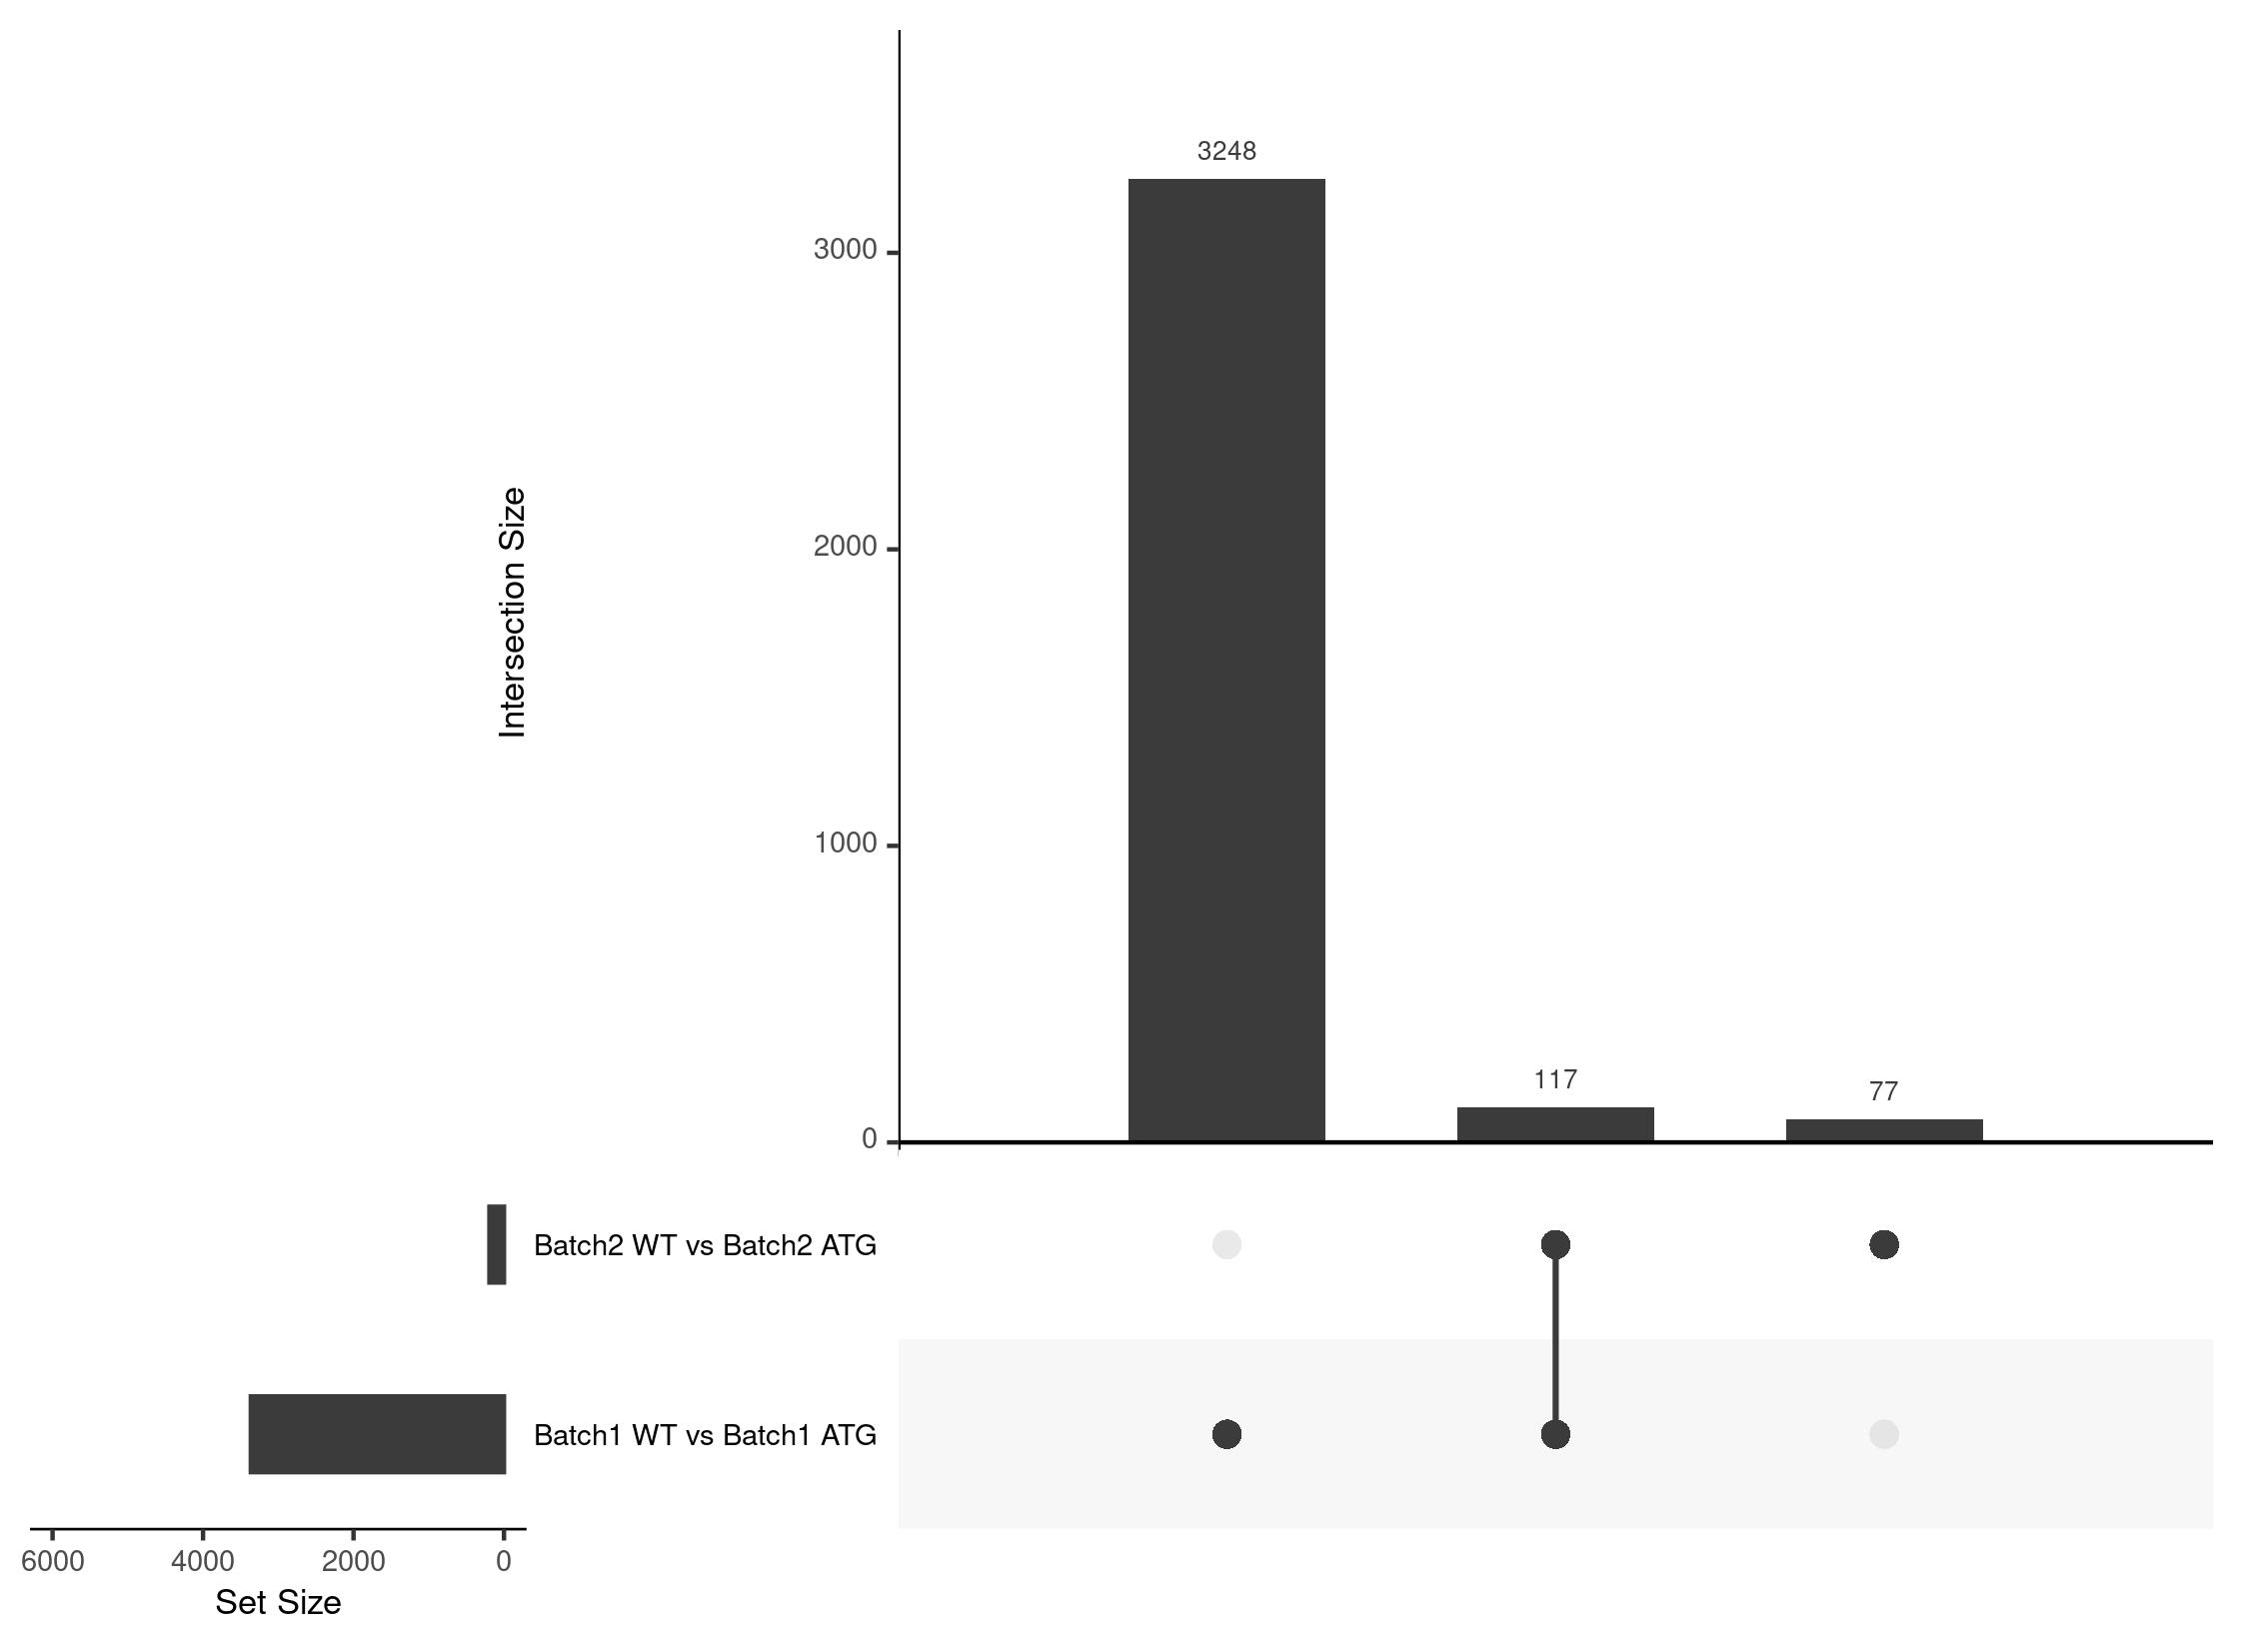 3248
3000
2000
Intersection Size
1000
117
77
0
Batch2 WT vs Batch2 ATG
Batch1 WT vs Batch1 ATG
6000 4000 2000 0
Set Size